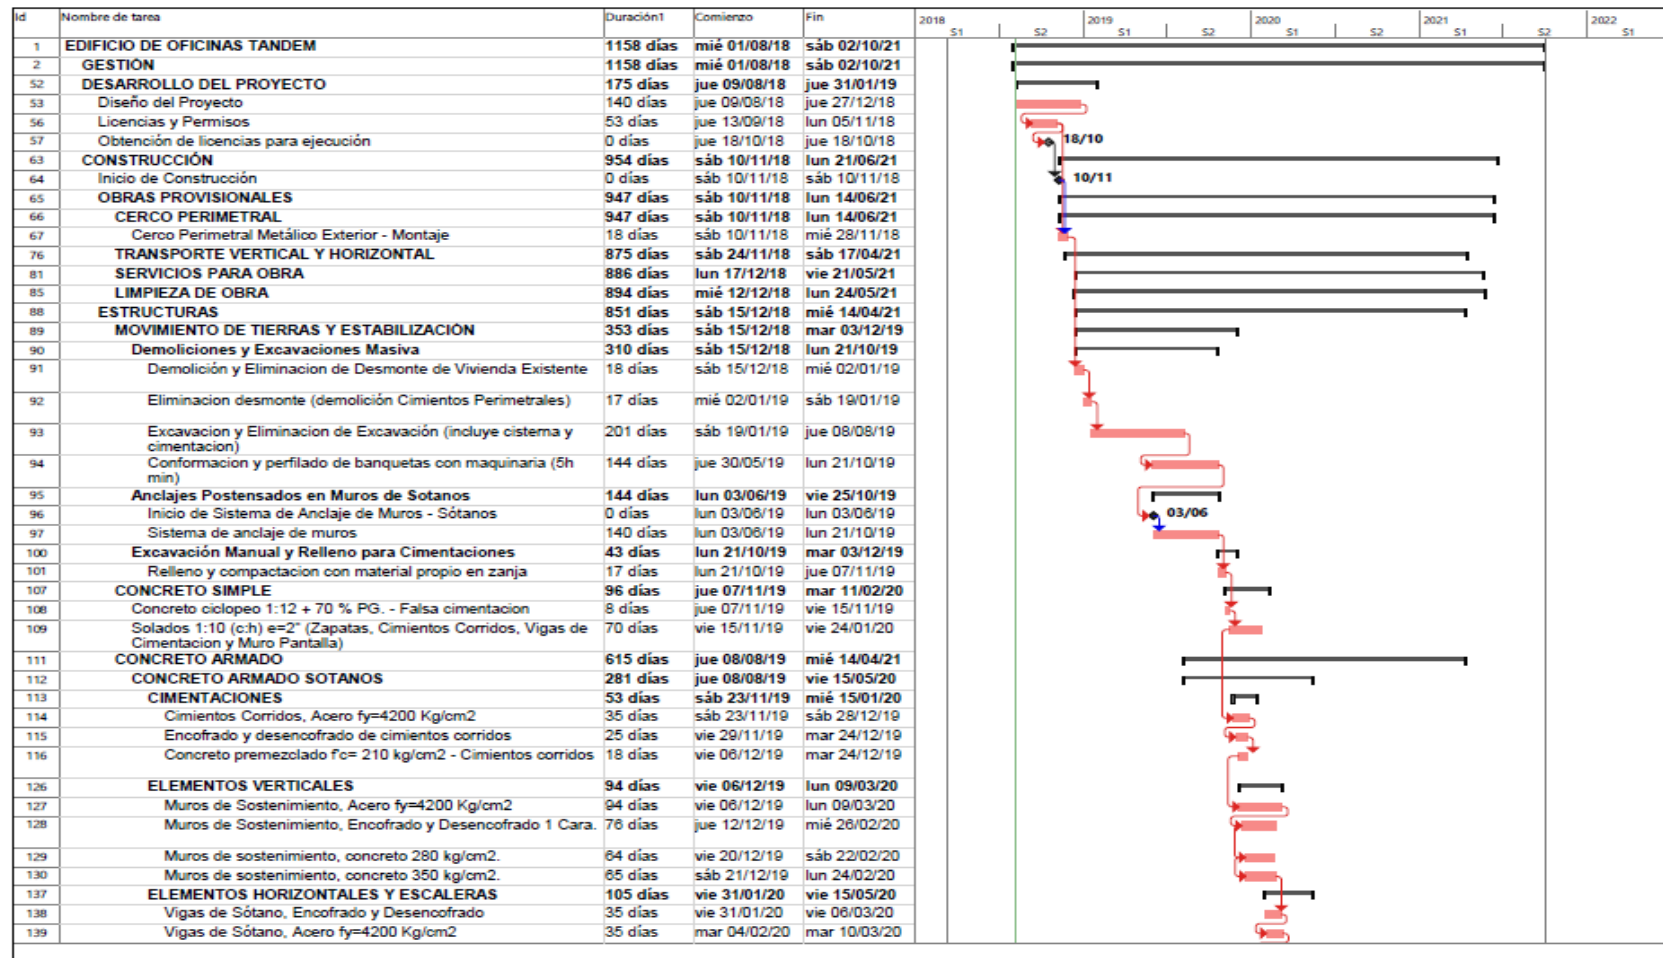 Id Nombre de tarea Duración1 Comienzo Fin 2018 2019 2020 2021 2022
S1 S2 S1 S2 S1 S2 S1 S2 S1
1 EDIFICIO DE OFICINAS TANDEM 1158 días mié 01/08/18 sáb 02/10/21
2 GESTIÓN 1158 días mié 01/08/18 sáb 02/10/21
52 DESARROLLO DEL PROYECTO 175 días jue 09/08/18 jue 31/01/19
53 Diseño del Proyecto 140 días jue 09/08/18 jue 27/12/18
56 Licencias y Permisos 53 días jue 13/09/18 lun 05/11/18
57 Obtención de licencias para ejecución 0 días jue 18/10/18 jue 18/10/18 18/10
63 CONSTRUCCIÓN 954 días sáb 10/11/18 lun 21/06/21
64 Inicio de Construcción 0 días sáb 10/11/18 sáb 10/11/18 10/11
65 OBRAS PROVISIONALES 947 días sáb 10/11/18 lun 14/06/21
66 CERCO PERIMETRAL 947 días sáb 10/11/18 lun 14/06/21
67 Cerco Perimetral Metálico Exterior - Montaje 18 días sáb 10/11/18 mié 28/11/18
76 TRANSPORTE VERTICAL Y HORIZONTAL 875 días sáb 24/11/18 sáb 17/04/21
81 SERVICIOS PARA OBRA 886 días lun 17/12/18 vie 21/05/21
85 LIMPIEZA DE OBRA 894 días mié 12/12/18 lun 24/05/21
88 ESTRUCTURAS 851 días sáb 15/12/18 mié 14/04/21
89 MOVIMIENTO DE TIERRAS Y ESTABILIZACIÓN 353 días sáb 15/12/18 mar 03/12/19
90 Demoliciones y Excavaciones Masiva 310 días sáb 15/12/18 lun 21/10/19
91 Demolición y Eliminacion de Desmonte de Vivienda Existente 18 días sáb 15/12/18 mié 02/01/19
92 Eliminacion desmonte (demolición Cimientos Perimetrales) 17 días mié 02/01/19 sáb 19/01/19
93 Excavacion y Eliminacion de Excavación (incluye cisterna y 201 días sáb 19/01/19 jue 08/08/19
cimentacion)
94 Conformacion y perfilado de banquetas con maquinaria (5h 144 días jue 30/05/19 lun 21/10/19
min)
95 Anclajes Postensados en Muros de Sotanos 144 días lun 03/06/19 vie 25/10/19
96 Inicio de Sistema de Anclaje de Muros - Sótanos 0 días lun 03/06/19 lun 03/06/19 03/06
97 Sistema de anclaje de muros 140 días lun 03/06/19 lun 21/10/19
100 Excavación Manual y Relleno para Cimentaciones 43 días lun 21/10/19 mar 03/12/19
101 Relleno y compactacion con material propio en zanja 17 días lun 21/10/19 jue 07/11/19
107 CONCRETO SIMPLE 96 días jue 07/11/19 mar 11/02/20
108 Concreto ciclopeo 1:12 + 70 % PG. - Falsa cimentacion 8 días jue 07/11/19 vie 15/11/19
109 Solados 1:10 (c:h) e=2" (Zapatas, Cimientos Corridos, Vigas de 70 días vie 15/11/19 vie 24/01/20
Cimentacion y Muro Pantalla)
111 CONCRETO ARMADO 615 días jue 08/08/19 mié 14/04/21
112 CONCRETO ARMADO SOTANOS 281 días jue 08/08/19 vie 15/05/20
113 CIMENTACIONES 53 días sáb 23/11/19 mié 15/01/20
114 Cimientos Corridos, Acero fy=4200 Kg/cm2 35 días sáb 23/11/19 sáb 28/12/19
115 Encofrado y desencofrado de cimientos corridos 25 días vie 29/11/19 mar 24/12/19
116 Concreto premezclado f'c= 210 kg/cm2 - Cimientos corridos 18 días vie 06/12/19 mar 24/12/19
126 ELEMENTOS VERTICALES 94 días vie 06/12/19 lun 09/03/20
127 Muros de Sostenimiento, Acero fy=4200 Kg/cm2 94 días vie 06/12/19 lun 09/03/20
128 Muros de Sostenimiento, Encofrado y Desencofrado 1 Cara. 76 días jue 12/12/19 mié 26/02/20
129 Muros de sostenimiento, concreto 280 kg/cm2. 64 días vie 20/12/19 sáb 22/02/20
130 Muros de sostenimiento, concreto 350 kg/cm2. 65 días sáb 21/12/19 lun 24/02/20
137 ELEMENTOS HORIZONTALES Y ESCALERAS 105 días vie 31/01/20 vie 15/05/20
138 Vigas de Sótano, Encofrado y Desencofrado 35 días vie 31/01/20 vie 06/03/20
139 Vigas de Sótano, Acero fy=4200 Kg/cm2 35 días mar 04/02/20 mar 10/03/20